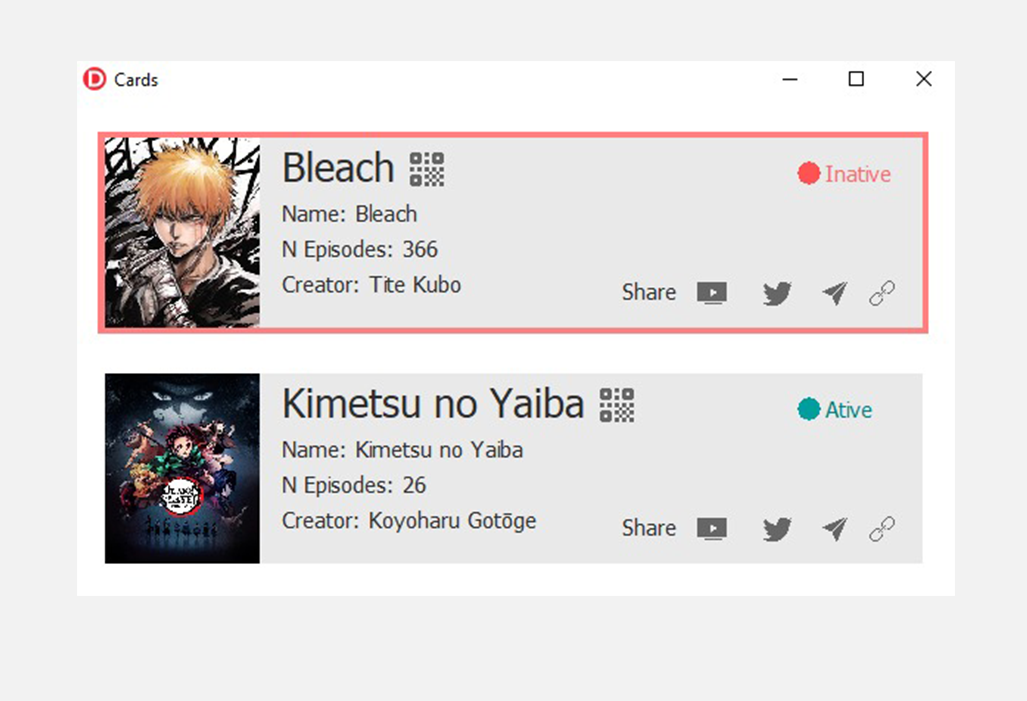 D Cards
Bleach
Inative
Name: Bleach
N Episodes: 366
Creator: Tite Kubo
Share
Kimetsu no Yaiba
Ative
Name: Kimetsu no Yaiba
N Episodes: 26
Creator: Koyoharu Gotōge
Share